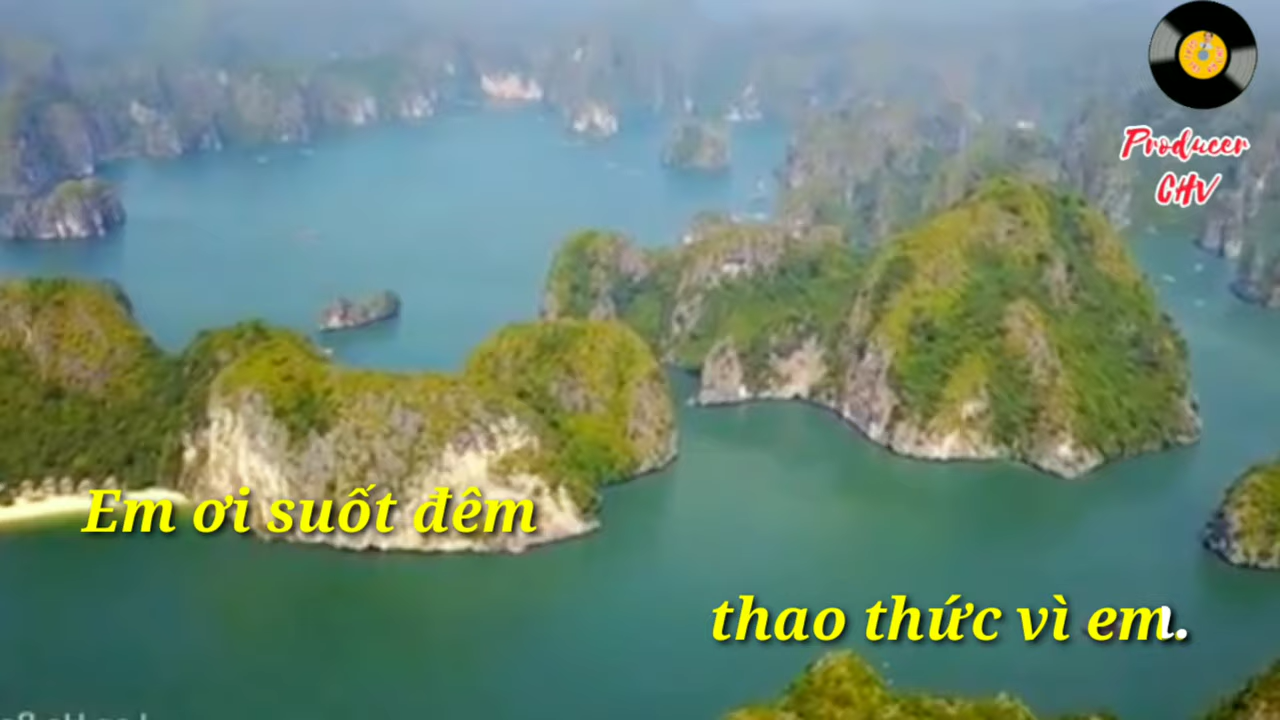 Producer
CHV
Em ơi suốt đêm
thao thức vì em.